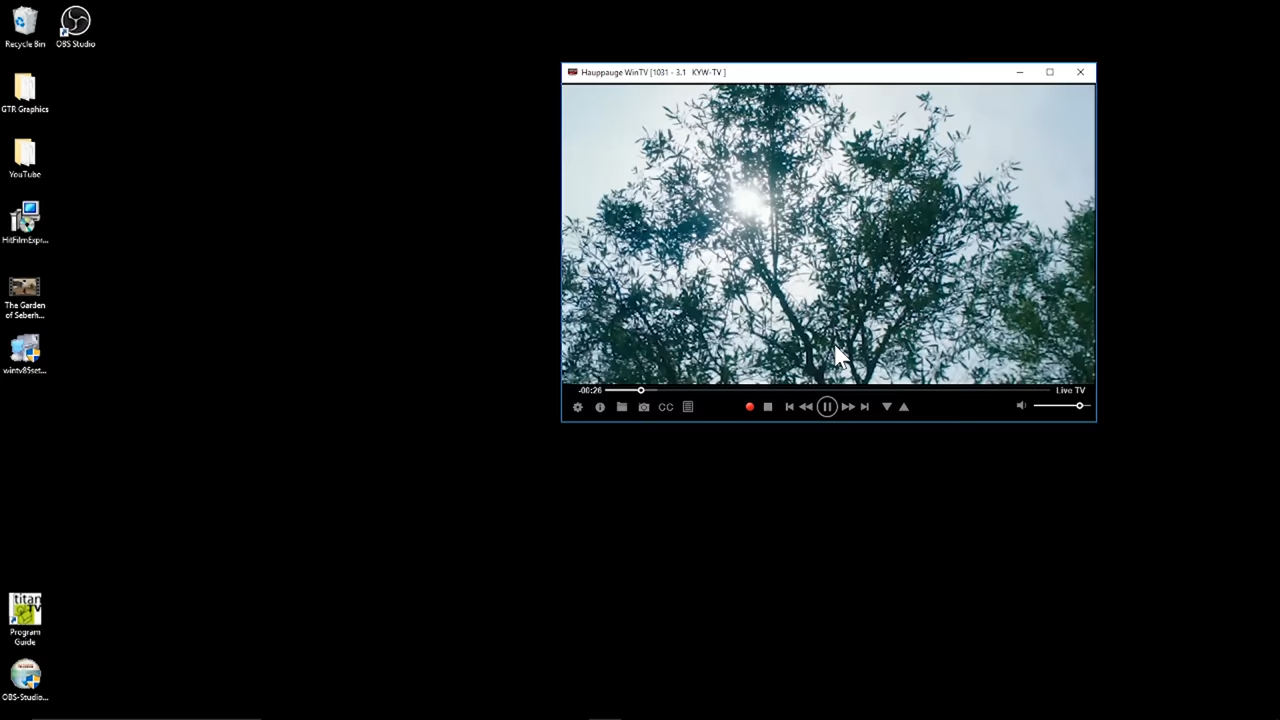 Recycle Bin
OBS Studio
GTR Graphics
YouTube
HitFilmExpr...
The Garden
of Seberh...
wintv85set...
titan
TV
Program
Guide
OBS-Studio...
Hauppauge WinTV [1031 - 3.1 KYW-TV ]
-00:26
Live TV
CC